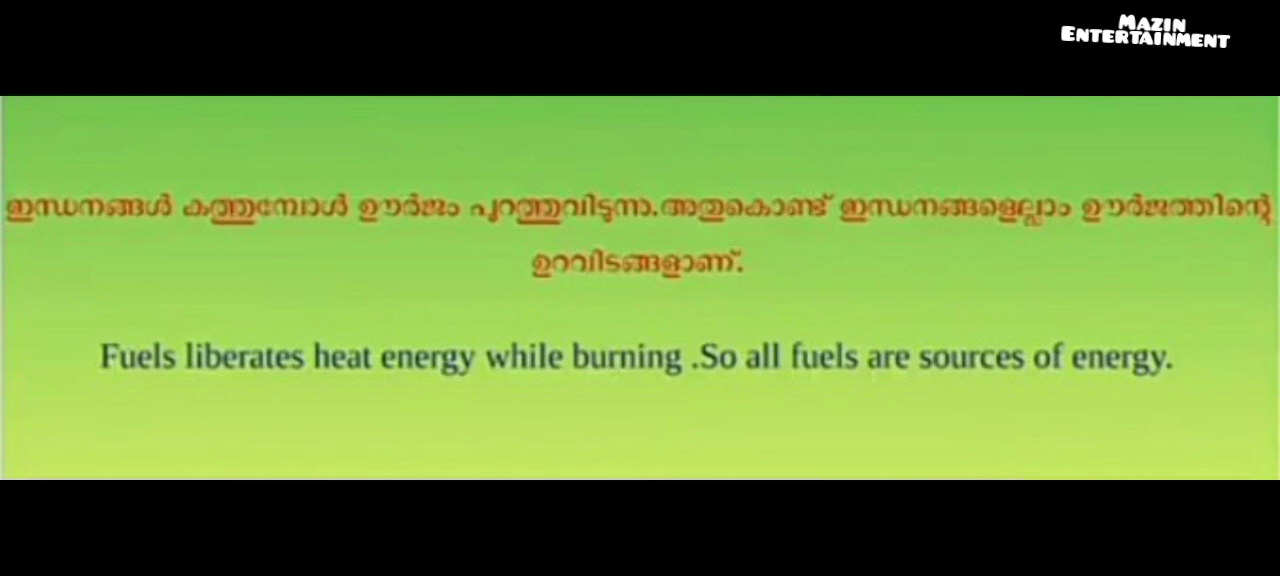 MAZIN
ENTERTAINMENT
ഇന്ധനങ്ങൾ കത്തുമ്പോൾ ഊർജം പുറത്തുവിടുന്നു.അതുകൊണ്ട് ഇന്ധനങ്ങളെല്ലാം ഊർജത്തിന്റെ
ഉറവിടങ്ങളാണ്.
Fuels liberates heat energy while burning .So all fuels are sources of energy.